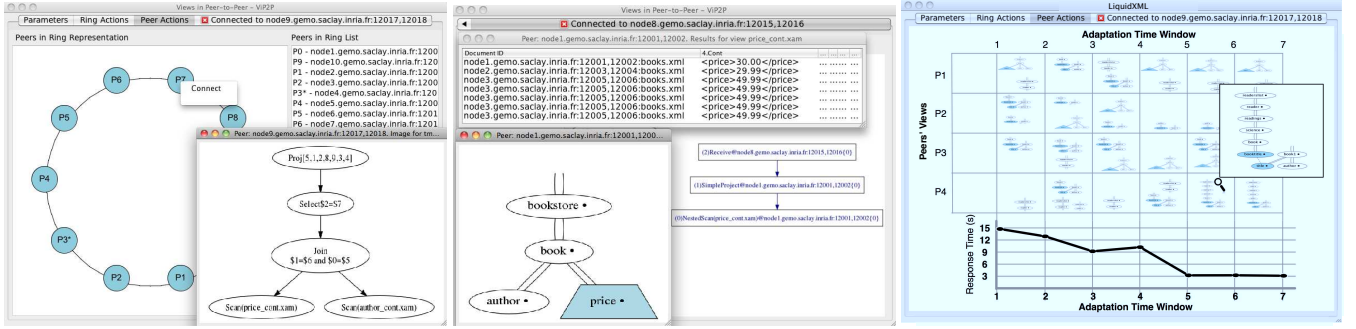 Views in Peer-to-Peer - ViP2P
Parameters Ring Actions Peer Actions Connected to node9.gemo.saclay.inria.fr:12017,12018
Peers in Ring Representation
Peers in Ring List
P0 - node1.gemo.saclay.inria.fr:1200
P9 - node10.gemo.saclay.inria.fr:120
P1 - node2.gemo.saclay.inria.fr:1200
P2 - node3.gemo.saclay.inria.fr:1200
P3* - node4.gemo.saclay.inria.fr:120
P4 - node5.gemo.saclay.inria.fr:1200
P5 - node6.gemo.saclay.inria.fr:1201
P6 - node7.gemo.saclay.inria.fr:1201
P6
P7
Connect
P5
P8
P4
P3*
P2
P1
Peer: node9.gemo.saclay.inria.fr:12017,12018. Image for tm...
Proj[5,1,2,8,9,3,4]
Select$2=$7
Join
$1=$6 and $0=$5
Scan(price_cont.xam)
Scan(author_cont.xam)
Views in Peer-to-Peer - ViP2P
Connected to node8.gemo.saclay.inria.fr:12015,12016
Peer: node1.gemo.saclay.inria.fr:12001,12002. Results for view price_cont.xam
Document ID 4.Cont ... ... ... ...
node1.gemo.saclay.inria.fr:12001,12002:books.xml <price>30.00</price> ... ...... ...
node2.gemo.saclay.inria.fr:12003,12004:books.xml <price>29.99</price> ... ...... ...
node3.gemo.saclay.inria.fr:12005,12006:books.xml <price>49.99</price> ... ...... ...
node3.gemo.saclay.inria.fr:12005,12006:books.xml <price>49.99</price> ... ...... ...
node3.gemo.saclay.inria.fr:12005,12006:books.xml <price>49.99</price> ... ...... ...
node3.gemo.saclay.inria.fr:12005,12006:books.xml <price>49.99</price> ... ...... ...
Peer: node1.gemo.saclay.inria.fr:12001,1200...
bookstore •
book •
author •
price •
(2)Receive@node8.gemo.saclay.inria.fr:12015,12016{0}
(1)SimpleProject@node1.gemo.saclay.inria.fr:12001,12002{0}
(0)NestedScan(price_cont.xam)@node1.gemo.saclay.inria.fr:12001,12002{0}
LiquidXML
Parameters Ring Actions Peer Actions Connected to node9.gemo.saclay.inria.fr:12017,12018
Adaptation Time Window
1 2 3 4 5 6 7
Peers' Views
P1
P2
P3
P4
book •
author •
Response Time (s)
15
12
9
6
3
1 2 3 4 5 6 7
Adaptation Time Window